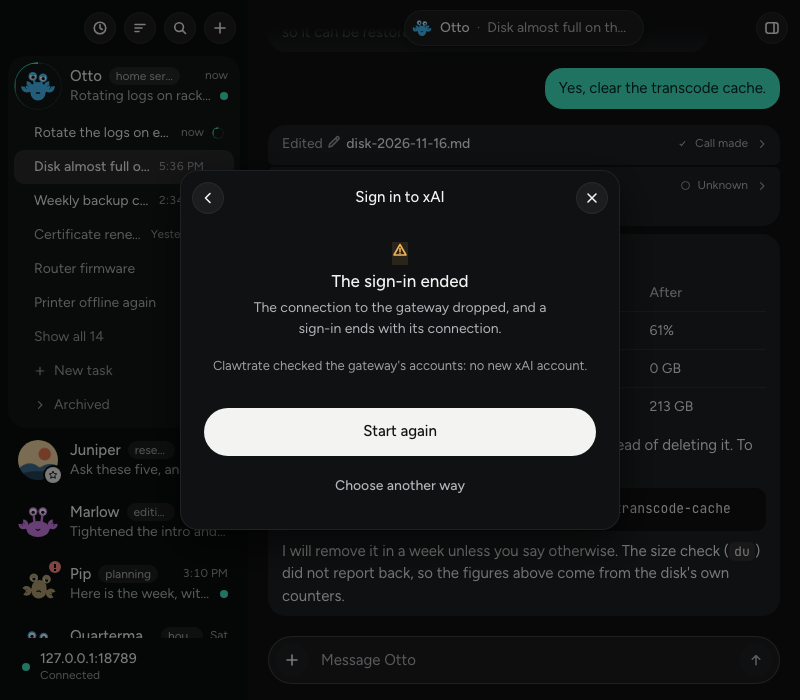 so it can be restor
Otto · Disk almost full on th...
Otto home ser... now
Rotating logs on rack...
Rotate the logs on e... now
Disk almost full o... 5:36 PM
Weekly backup c... 2:34
Certificate rene... Yeste
Router firmware
Printer offline again
Show all 14
+ New task
Archived
Juniper rese...
Ask these five, an
Marlow editi...
Tightened the intro and...
Pip planning 3:10 PM
Here is the week, wit...
Quarterma hou... Sat
127.0.0.1:18789
Connected
Yes, clear the transcode cache.
Edited disk-2026-11-16.md Call made
Unknown
Sign in to xAI
The sign-in ended
The connection to the gateway dropped, and a
sign-in ends with its connection.
Clawtrate checked the gateway's accounts: no new xAI account.
Start again
Choose another way
After
61%
0 GB
213 GB
ead of deleting it. To
transcode-cache
I will remove it in a week unless you say otherwise. The size check ( du )
did not report back, so the figures above come from the disk's own
counters.
Message Otto